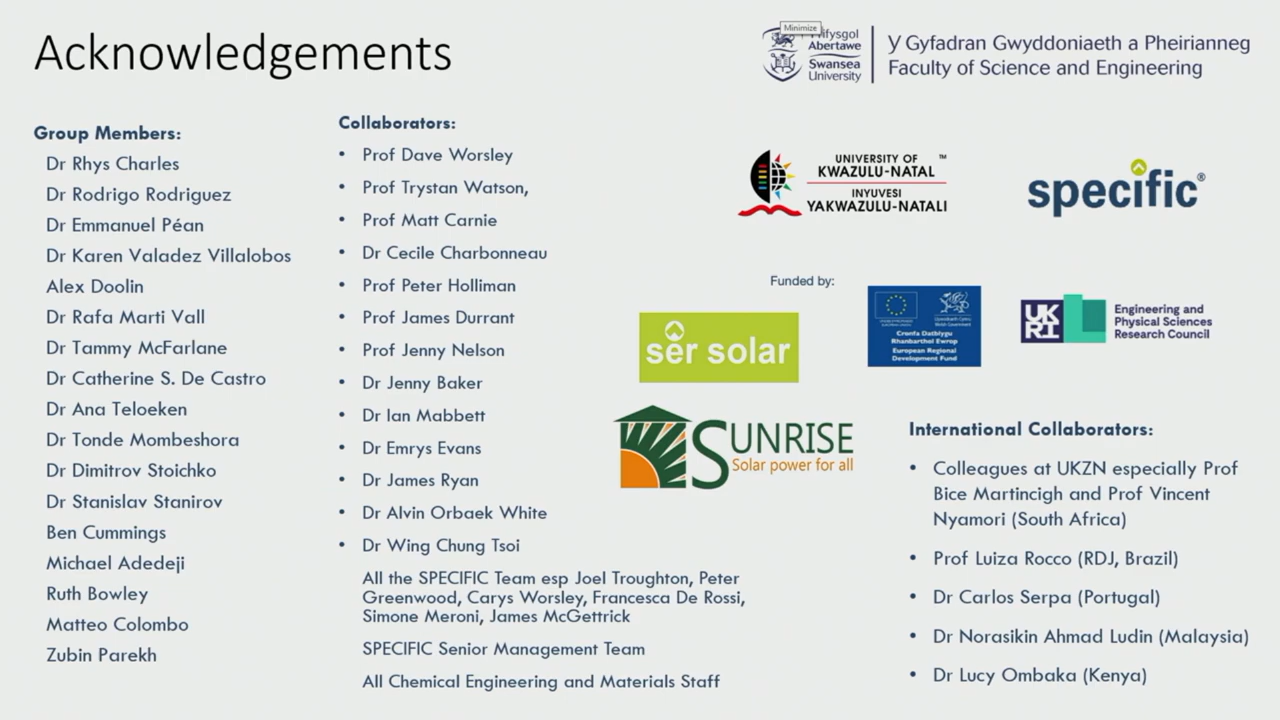 Acknowledgements
Minimize
Abertawe
Swansea
University
Y Gyfadran Gwyddoniaeth a Pheirianneg
Faculty of Science and Engineering
Group Members:
Dr Rhys Charles
Dr Rodrigo Rodriguez
Dr Emmanuel Péan
Dr Karen Valadez Villalobos
Alex Doolin
Dr Rafa Marti Vall
Dr Tammy McFarlane
Dr Catherine S. De Castro
Dr Ana Teloeken
Dr Tonde Mombeshora
Dr Dimitrov Stoichko
Dr Stanislav Stanirov
Ben Cummings
Michael Adedeji
Ruth Bowley
Matteo Colombo
Zubin Parekh
Collaborators:
• Prof Dave Worsley
• Prof Trystan Watson,
• Prof Matt Carnie
• Dr Cecile Charbonneau
• Prof Peter Holliman
• Prof James Durrant
• Prof Jenny Nelson
• Dr Jenny Baker
• Dr Ian Mabbett
• Dr Emrys Evans
• Dr James Ryan
• Dr Alvin Orbaek White
• Dr Wing Chung Tsoi
All the SPECIFIC Team esp Joel Troughton, Peter
Greenwood, Carys Worsley, Francesca De Rossi,
Simone Meroni, James McGettrick
SPECIFIC Senior Management Team
All Chemical Engineering and Materials Staff
UNIVERSITY OF ™
KWAZULU-NATAL
INYUVESI
YAKWAZULU-NATALI
specific®
Funded by:
sêr solar
Cronfa Datblygu
Rhanbarthol Ewrop
European Regional
Development Fund
UK
RI
Engineering and
Physical Sciences
Research Council
SUNRISE
Solar power for all
International Collaborators:
• Colleagues at UKZN especially Prof
Bice Martincigh and Prof Vincent
Nyamori (South Africa)
• Prof Luiza Rocco (RDJ, Brazil)
• Dr Carlos Serpa (Portugal)
• Dr Norasikin Ahmad Ludin (Malaysia)
• Dr Lucy Ombaka (Kenya)